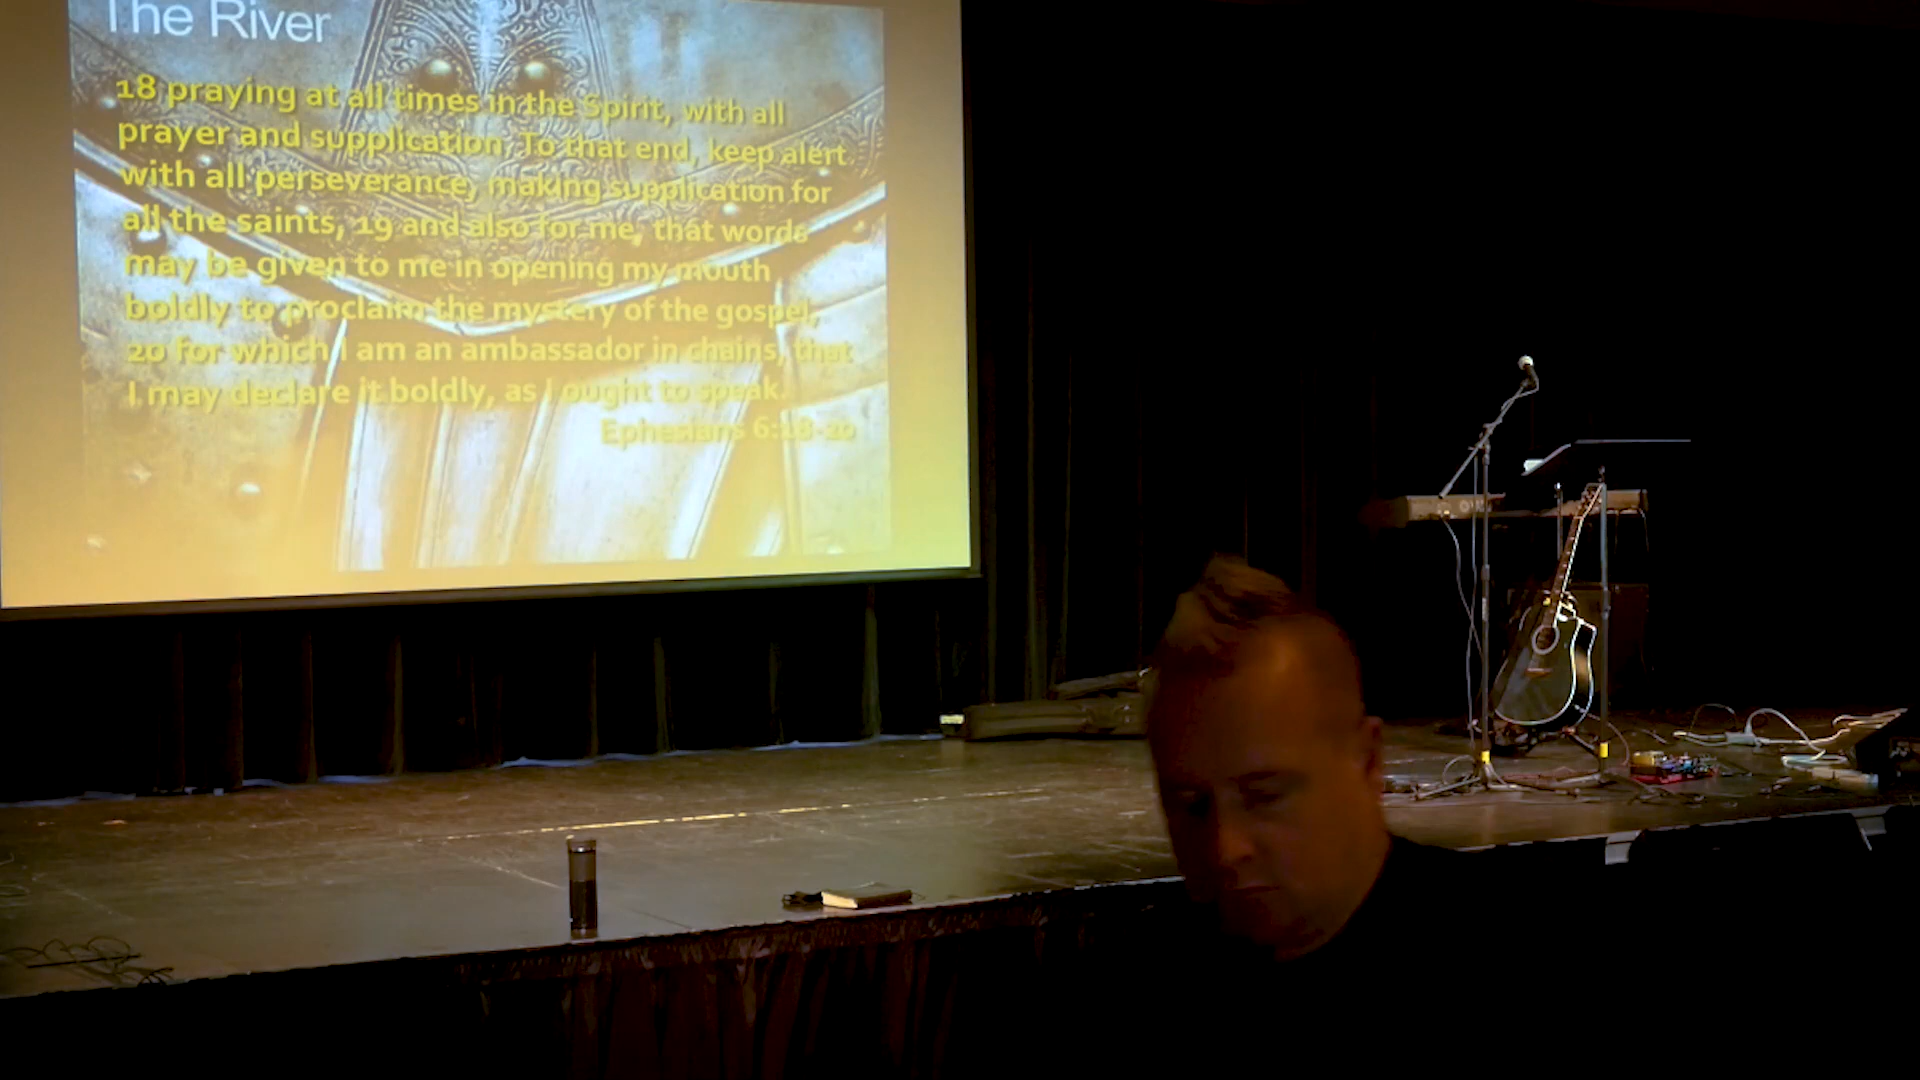 The River
18 praying at all times in the Spirit, with all
prayer and supplication. To that end, keep alert
with all perseverance, making supplication for
all the saints, 19 and also for me, that words
may be given to me in opening my mouth
boldly to proclaim the mystery of the gospel,
20 for which I am an ambassador in chains, that
I may declare it boldly, as I ought to speak.
Ephesians 6:18-20